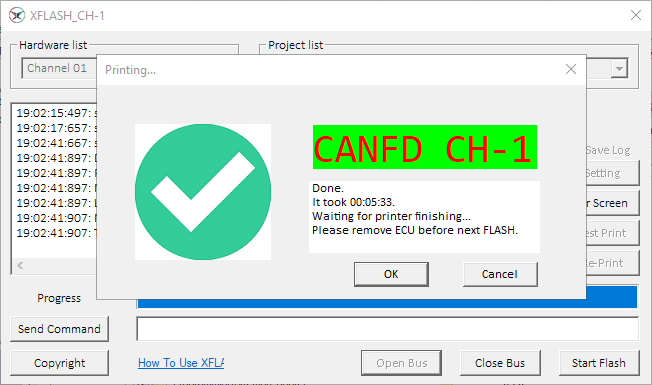 XFLASH_CH-1
Hardware list
Project list
Channel 01
Printing...
19:02:15:497:
19:02:17:657:
19:02:41:667:
19:02:41:897:
19:02:41:897:
19:02:41:897:
19:02:41:897:
19:02:41:907:
19:02:41:907:
CANFD CH-1
Done.
It took 00:05:33.
Waiting for printer finishing...
Please remove ECU before next FLASH.
OK
Cancel
Save Log
Setting
Screen
Print
-Print
Progress
Send Command
Copyright
How To Use XFLA
Open Bus
Close Bus
Start Flash